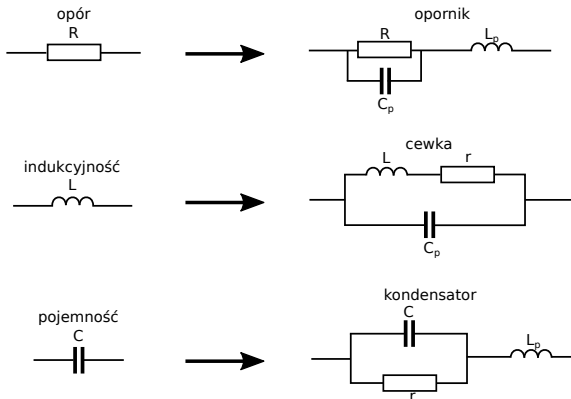 opór
R
opornik
R
Lp
Cp
indukcyjność
L
cewka
L
r
Cp
pojemność
C
kondensator
C
Lp
r